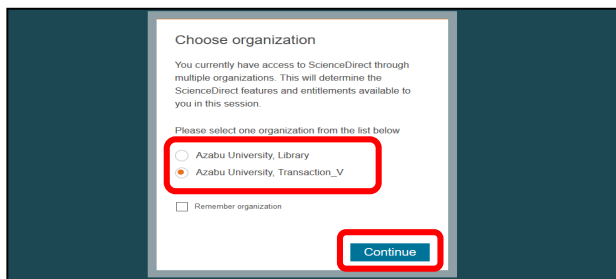 Choose organization
You currently have access to ScienceDirect through
multiple organizations. This will determine the
ScienceDirect features and entitlements available to
you in this session.
Please select one organization from the list below
Azabu University, Library
Azabu University, Transaction_V
Remember organization
Continue